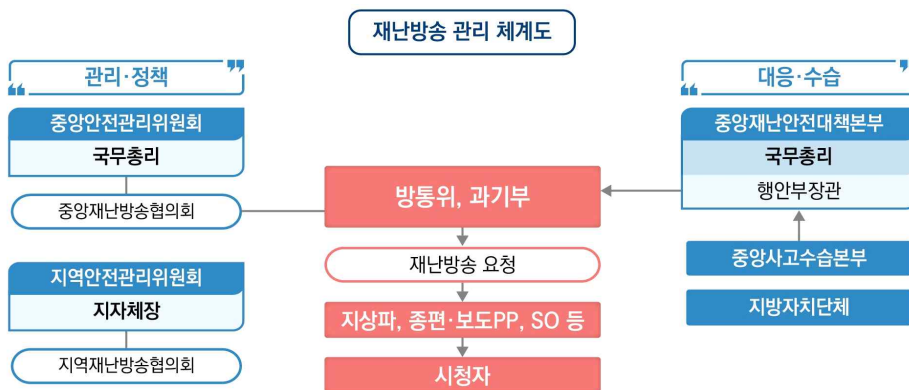 재난방송 관리 체계도
관리·정책
중앙안전관리위원회
국무총리
중앙재난방송협의회
지역안전관리위원회
지자체장
지역재난방송협의회
방통위, 과기부
재난방송 요청
지상파, 종편·보도PP, SO 등
시청자
대응·수습
중앙재난안전대책본부
국무총리
행안부장관
중앙사고수습본부
지방자치단체